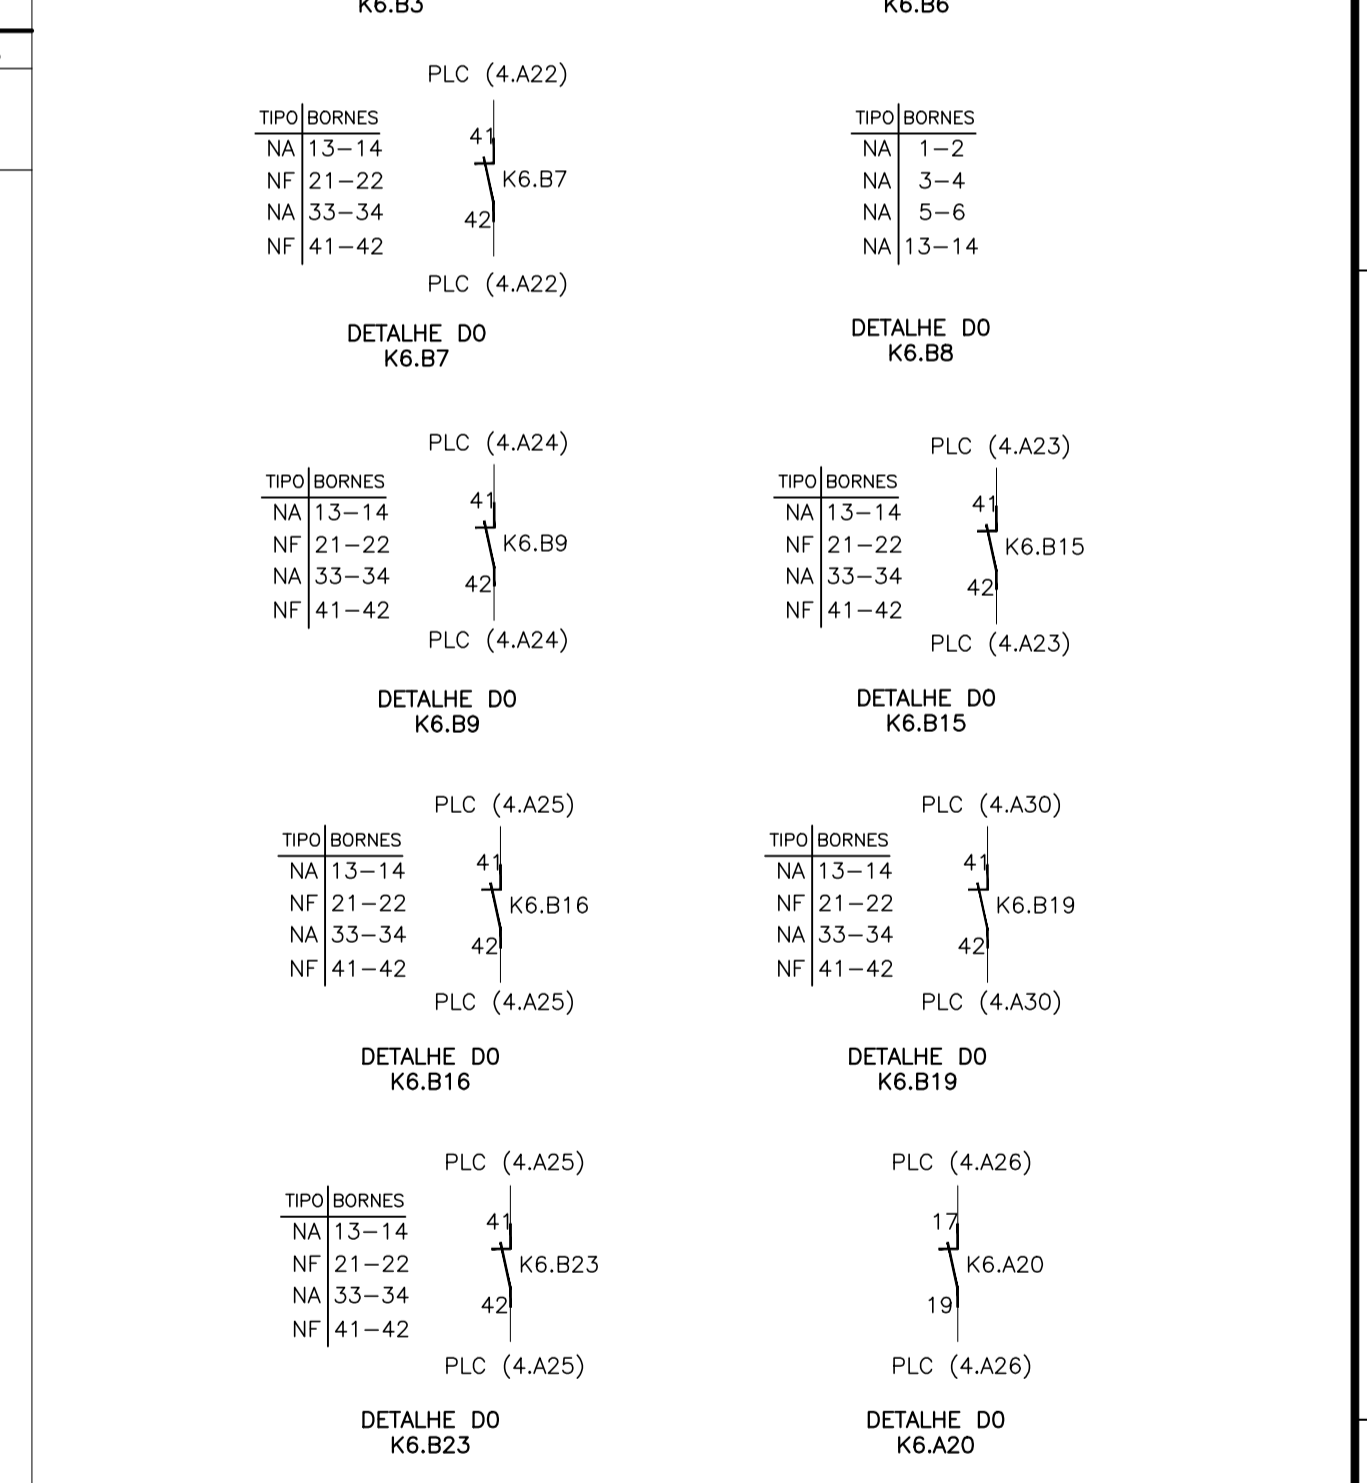 K6.B3
K6.B6
PLC (4.A22)
TIPO BORNES
NA 13-14
NF 21-22
NA 33-34
NF 41-42
41
K6.B7
42
PLC (4.A22)
DETALHE DO
K6.B7
TIPO BORNES
NA 1-2
NA 3-4
NA 5-6
NA 13-14
DETALHE DO
K6.B8
PLC (4.A24)
TIPO BORNES
NA 13-14
NF 21-22
NA 33-34
NF 41-42
41
K6.B9
42
PLC (4.A24)
DETALHE DO
K6.B9
PLC (4.A23)
TIPO BORNES
NA 13-14
NF 21-22
NA 33-34
NF 41-42
41
K6.B15
42
PLC (4.A23)
DETALHE DO
K6.B15
PLC (4.A25)
TIPO BORNES
NA 13-14
NF 21-22
NA 33-34
NF 41-42
41
K6.B16
42
PLC (4.A25)
DETALHE DO
K6.B16
PLC (4.A30)
TIPO BORNES
NA 13-14
NF 21-22
NA 33-34
NF 41-42
41
K6.B19
42
PLC (4.A30)
DETALHE DO
K6.B19
PLC (4.A25)
TIPO BORNES
NA 13-14
NF 21-22
NA 33-34
NF 41-42
41
K6.B23
42
PLC (4.A25)
DETALHE DO
K6.B23
PLC (4.A26)
17
K6.A20
19
PLC (4.A26)
DETALHE DO
K6.A20